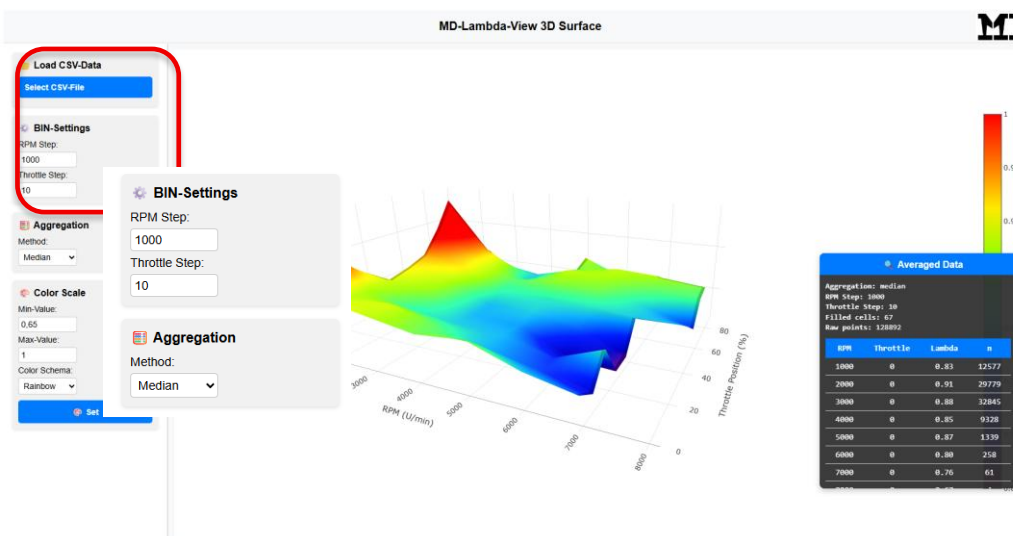 MD-Lambda-View 3D Surface
Load CSV-Data
Select CSV-File
BIN-Settings
RPM Step:
1000
Throttle Step:
10
Aggregation
Method:
Median
Color Scale
Min-Value:
0,65
Max-Value:
1
Color Schema:
Rainbow
Set
BIN-Settings
RPM Step:
1000
Throttle Step:
10
Aggregation
Method:
Median
3000
4000
5000
6000
7000
8000
RPM (U/min)
0
20
40
60
80
Throttle Position (%)
1
Averaged Data
Aggregation: median
RPM Step: 1000
Throttle Step: 10
Filled cells: 67
Raw points: 128892
RPM Throttle Lambda n
1000 0 0.83 12577
2000 0 0.91 29779
3000 0 0.88 32845
4000 0 0.85 9328
5000 0 0.87 1339
6000 0 0.80 258
7000 0 0.76 61